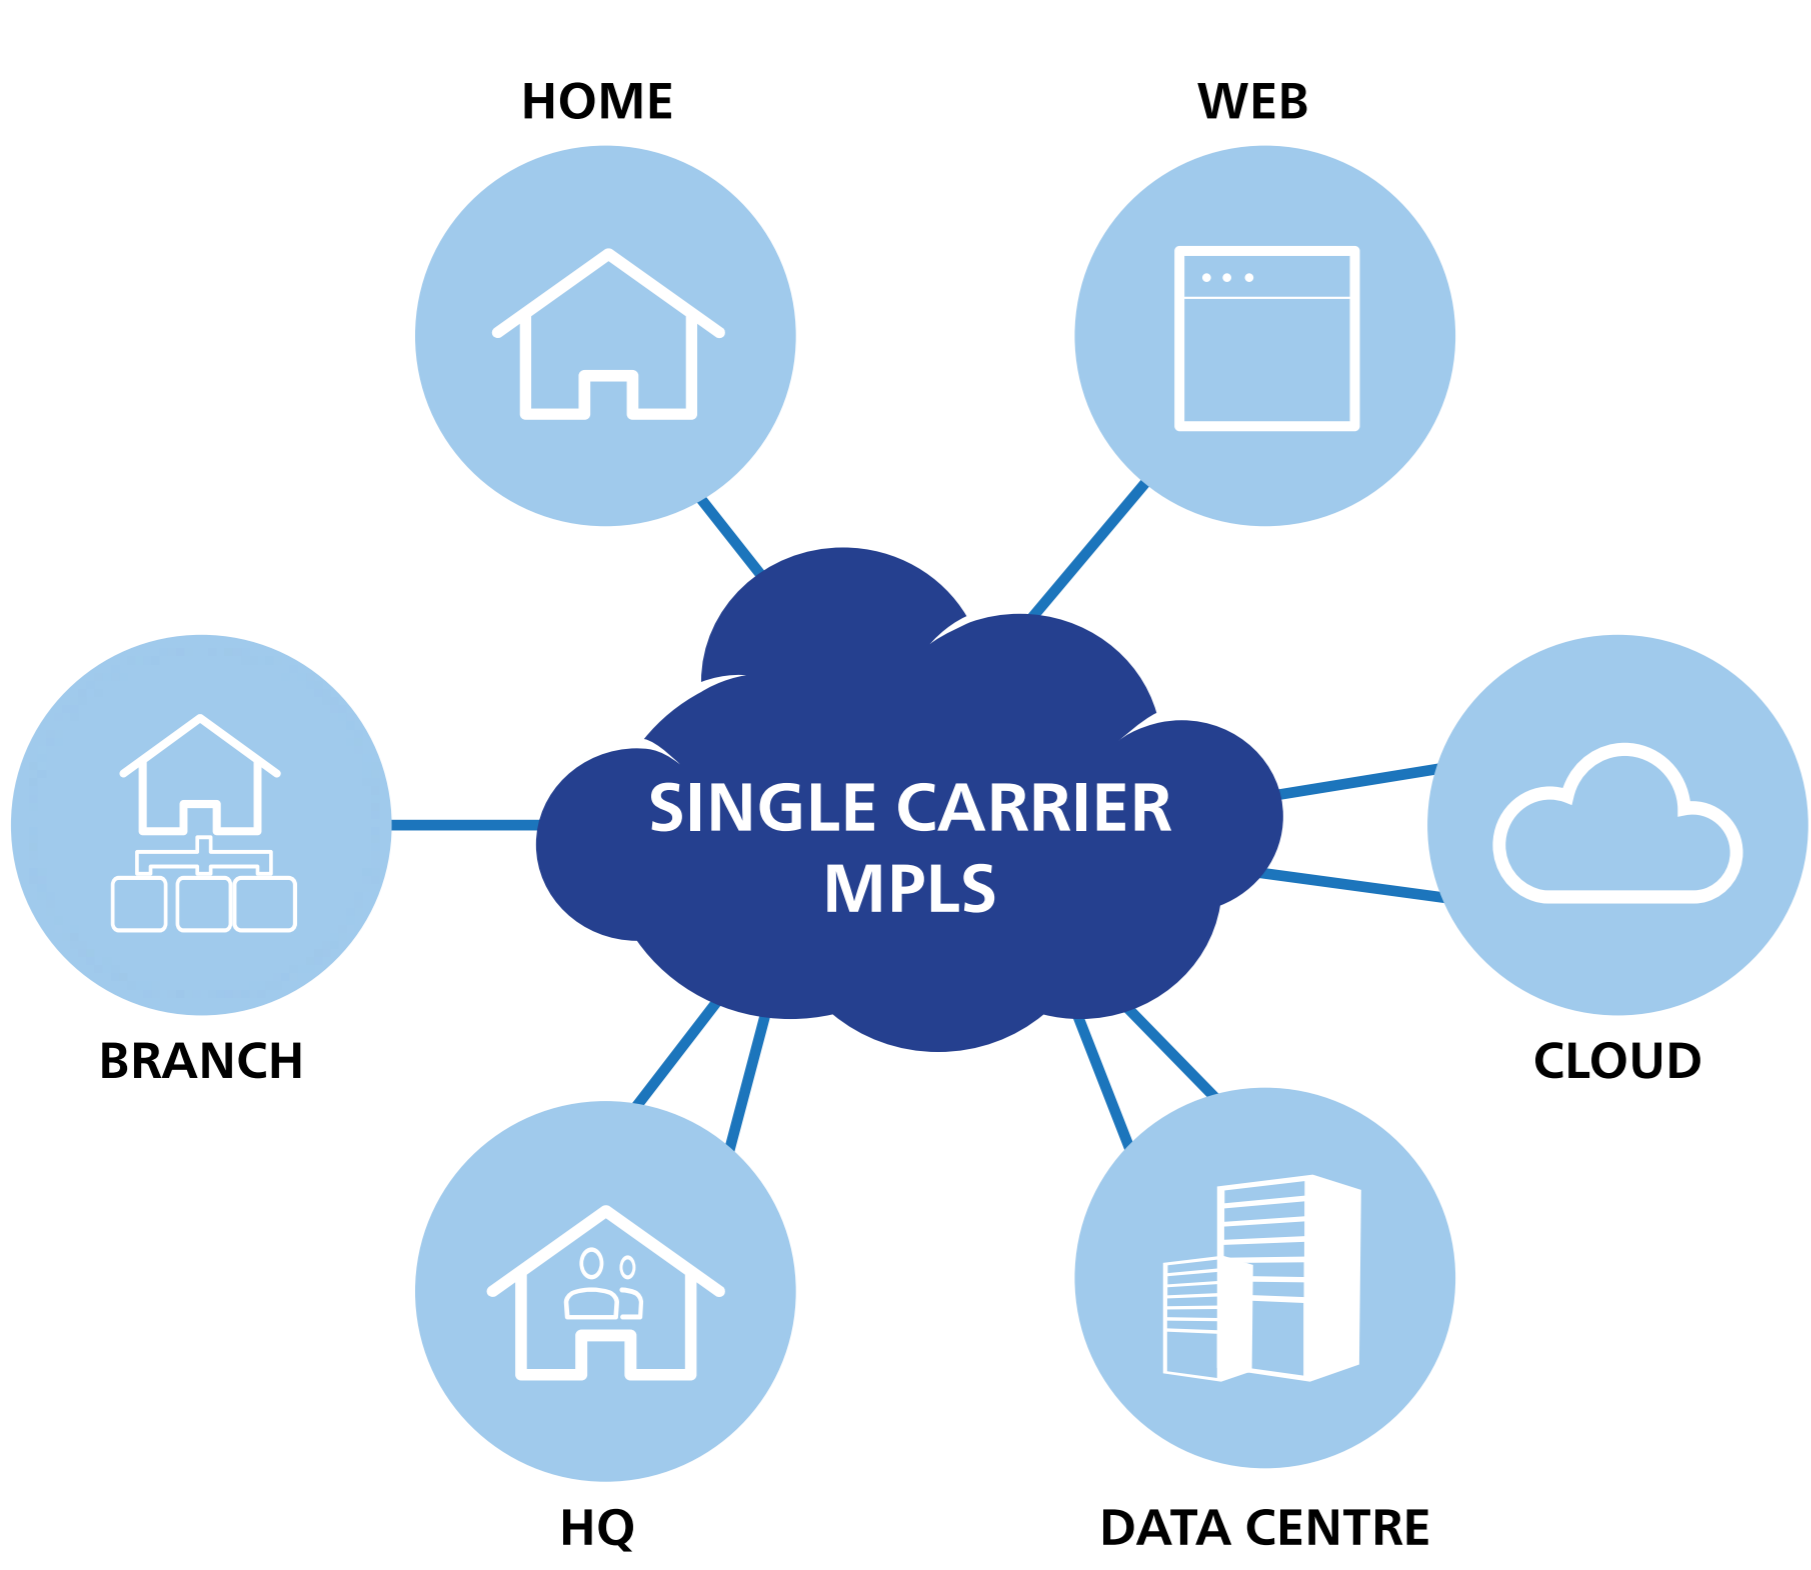 HOME
WEB
SINGLE CARRIER
MPLS
BRANCH
CLOUD
HQ
DATA CENTRE